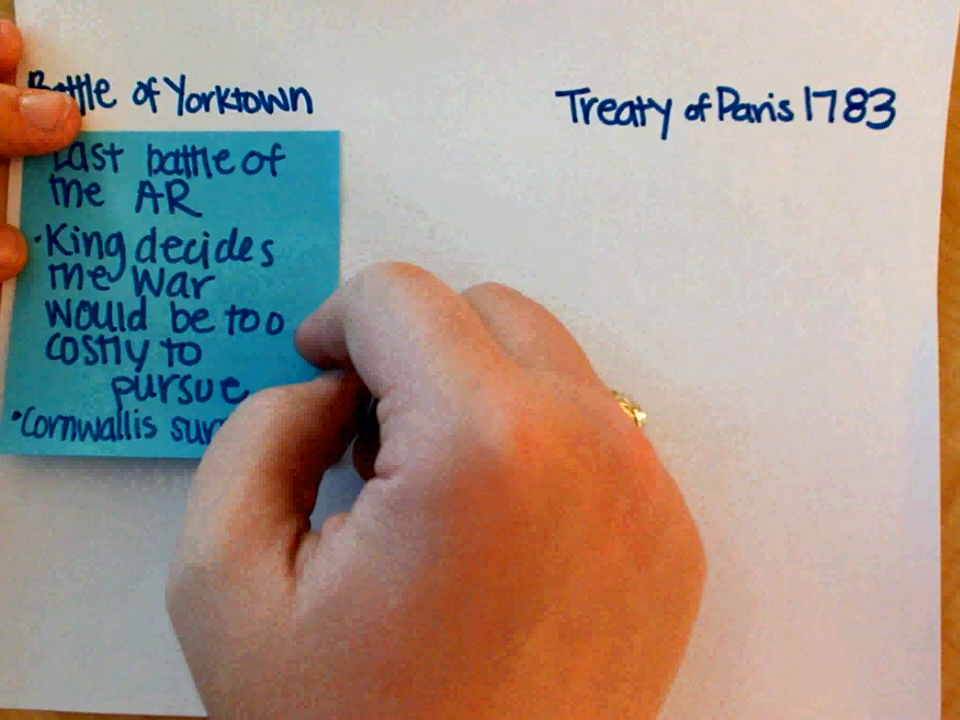 Battle of Yorktown
Treaty of Paris 1783
Last battle of
the AR
·King decides
the war
would be too
costly to
pursue
·Cornwallis sur